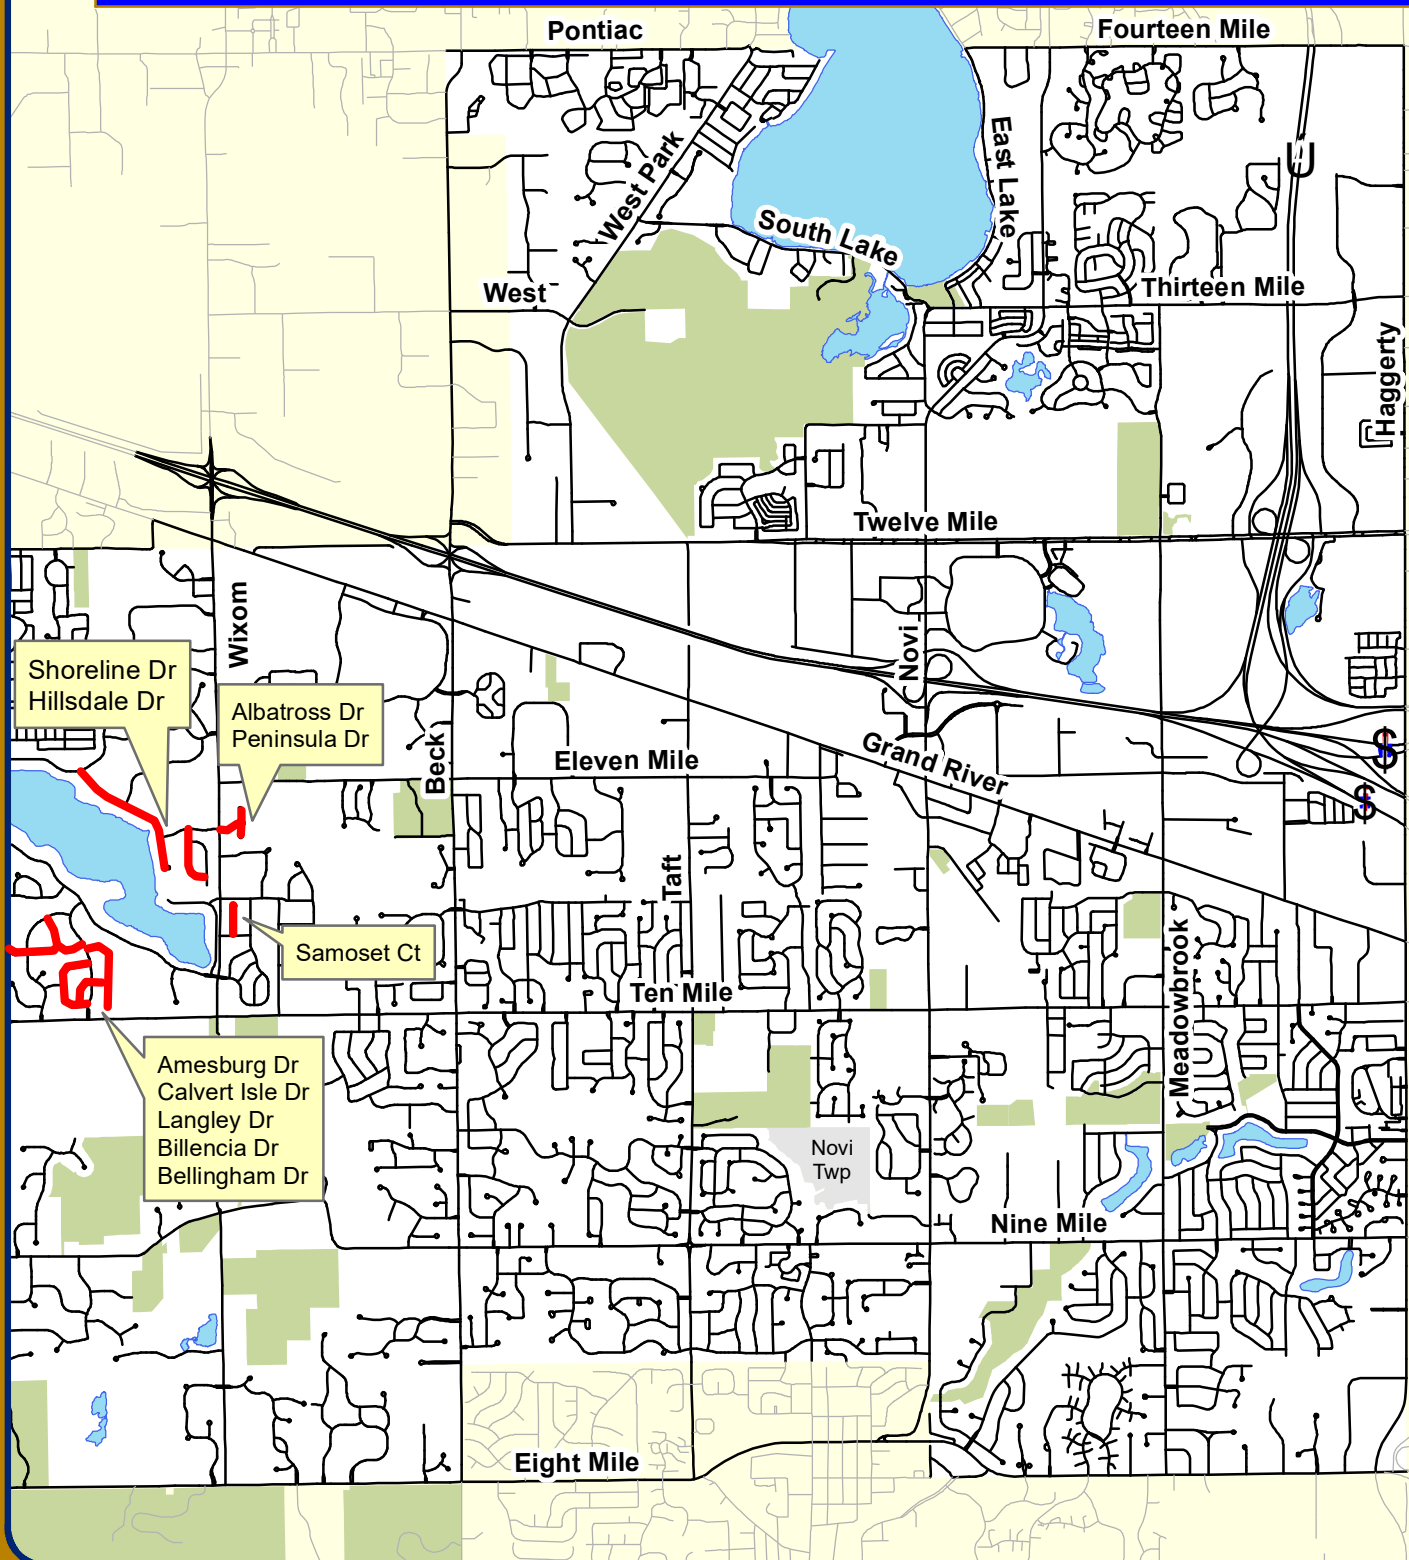 Pontiac
Fourteen Mile
West Park
East Lake
South Lake
West
Thirteen Mile
Haggerty
Twelve Mile
Wixom
Novi
Shoreline Dr
Hillsdale Dr
Albatross Dr
Peninsula Dr
Beck
Eleven Mile
Grand River
Taft
Samoset Ct
Ten Mile
Meadowbrook
Amesburg Dr
Calvert Isle Dr
Langley Dr
Billencia Dr
Bellingham Dr
Novi
Twp
Nine Mile
Eight Mile
U
$
$